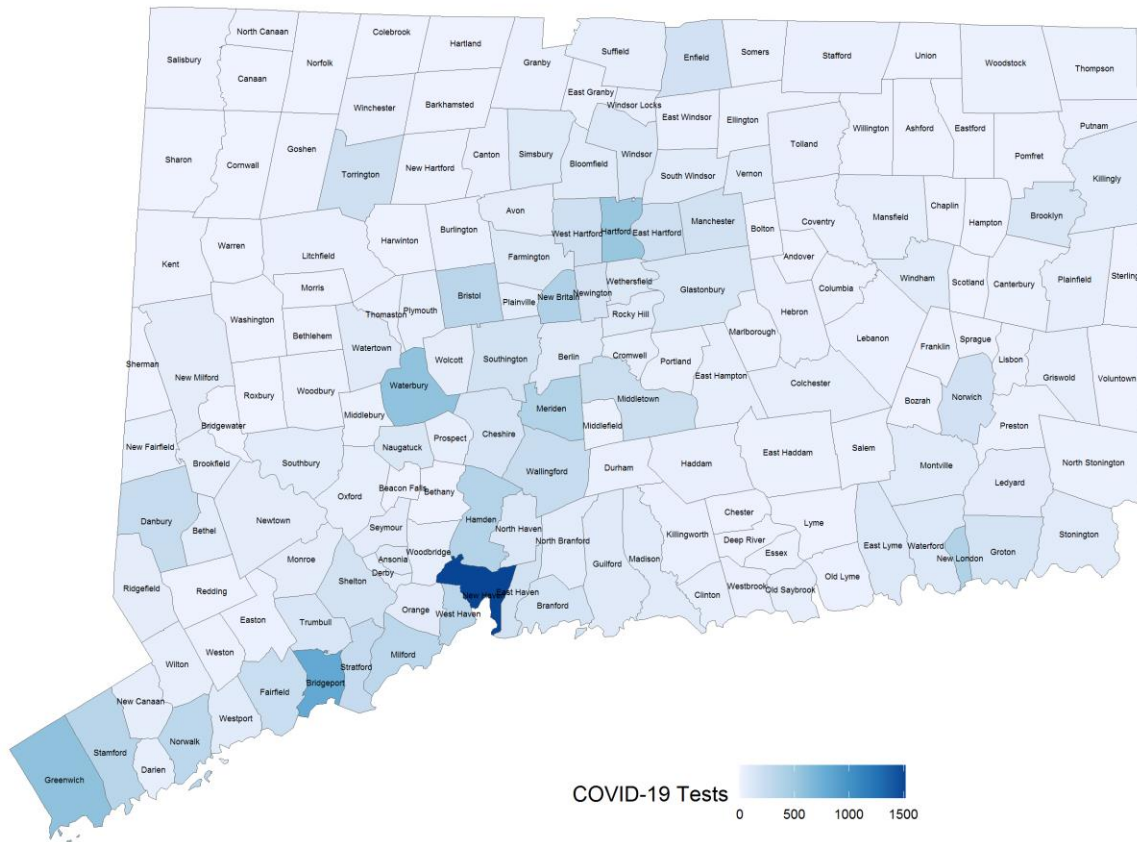 North Canaan
Colebrook
Hartland
Suffield
Enfield
Somers
Stafford
Union
Woodstock
Thompson
Salisbury
Canaan
Norfolk
Granby
East Granby
Winchester
Barkhamsted
Windsor Locks
East Windsor
Ellington
Willington
Ashford
Eastford
Putnam
Pomfret
Sharon
Cornwall
Goshen
Torrington
New Hartford
Canton
Simsbury
Bloomfield
Windsor
South Windsor
Vernon
Tolland
Killingly
Avon
West Hartford
Hartford
East Hartford
Manchester
Bolton
Coventry
Mansfield
Chaplin
Hampton
Brooklyn
Kent
Warren
Litchfield
Harwinton
Burlington
Farmington
Andover
Morris
Bristol
Plainville
New Britain
Newington
Wethersfield
Glastonbury
Columbia
Windham
Scotland
Canterbury
Plainfield
Sterling
Washington
Bethlehem
Thomaston
Plymouth
Rocky Hill
Hebron
Marlborough
Lebanon
Sherman
New Milford
Watertown
Wolcott
Southington
Berlin
Cromwell
Portland
East Hampton
Franklin
Sprague
Lisbon
Griswold
Voluntown
Roxbury
Woodbury
Waterbury
Colchester
Bozrah
Norwich
Preston
Bridgewater
Middlebury
Meriden
Middletown
Middlefield
New Fairfield
Brookfield
Southbury
Naugatuck
Prospect
Cheshire
Wallingford
Durham
Haddam
East Haddam
Salem
Montville
North Stonington
Ledyard
Danbury
Bethel
Newtown
Oxford
Beacon Falls
Bethany
Hamden
North Haven
North Branford
Guilford
Madison
Killingworth
Chester
Deep River
Essex
Lyme
East Lyme
Waterford
New London
Groton
Stonington
Seymour
Woodbridge
Monroe
Ansonia
Derby
Ridgefield
Redding
Shelton
Orange
New Haven
East Haven
West Haven
Branford
Clinton
Westbrook
Old Saybrook
Old Lyme
Easton
Trumbull
Wilton
Weston
Stratford
Milford
Bridgeport
Fairfield
New Canaan
Westport
Norwalk
Stamford
Darien
Greenwich
COVID-19 Tests
0 500 1000 1500